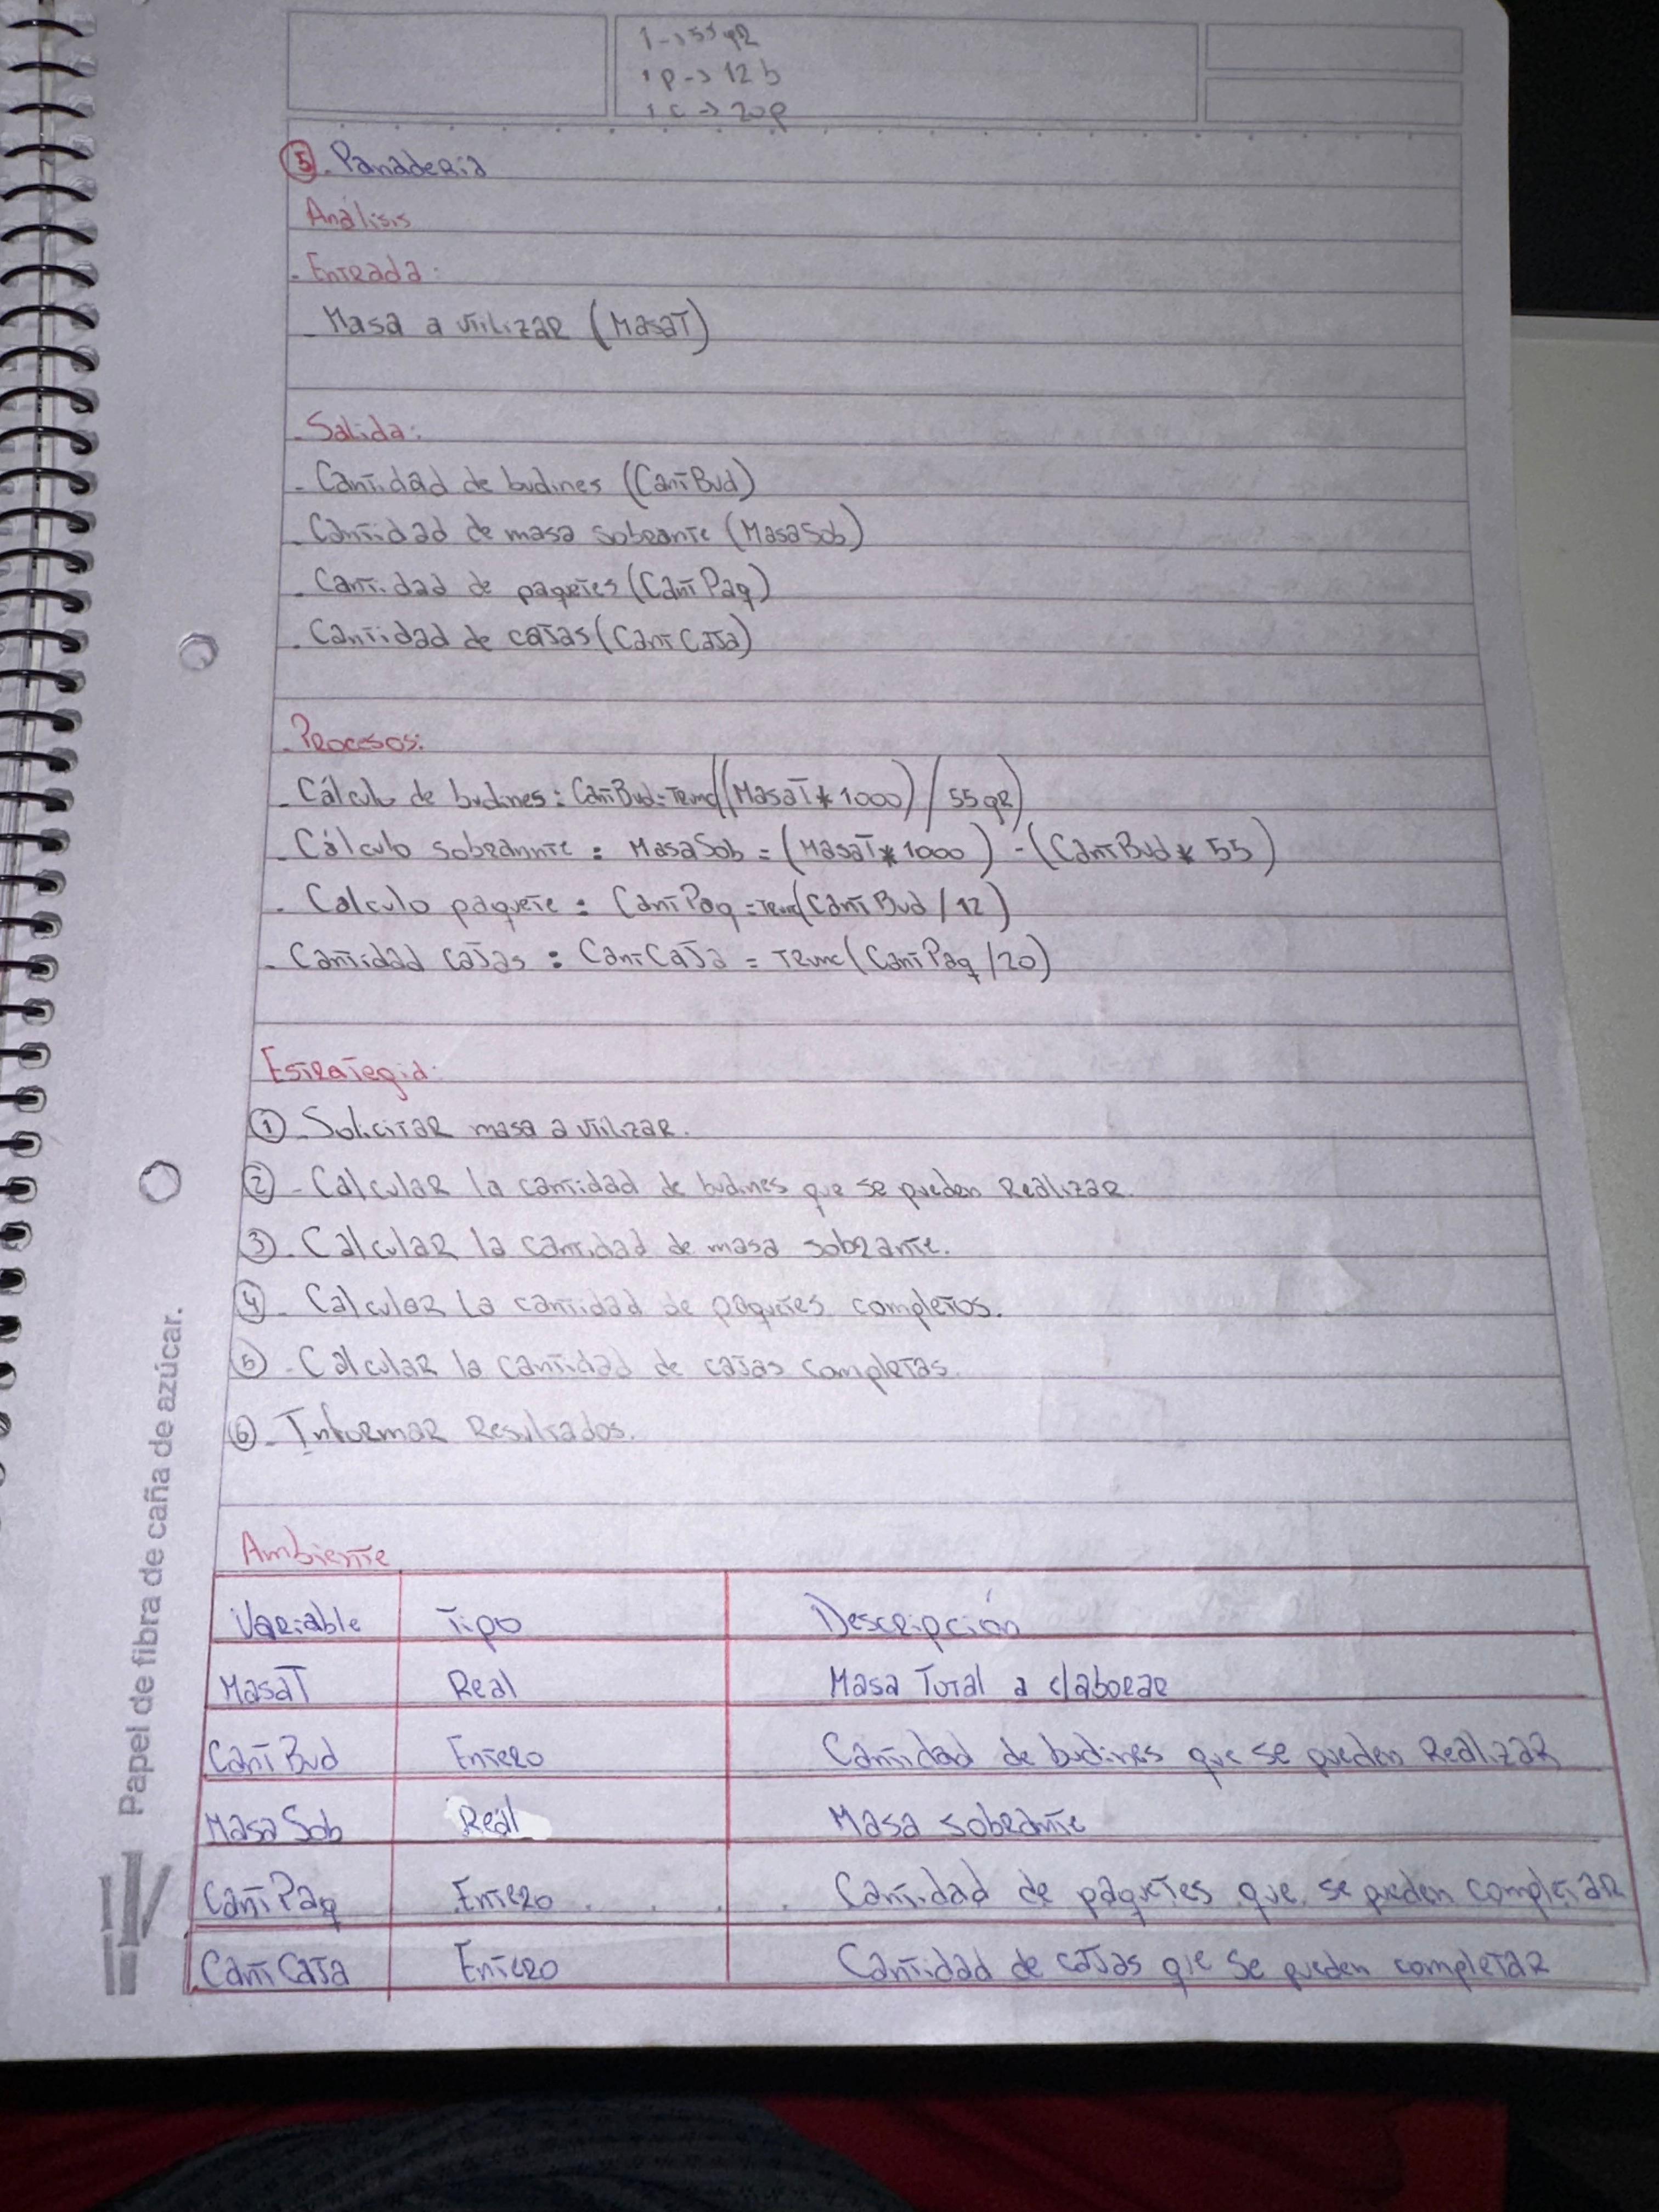 1 -> 55 gR
1 p -> 12 b
1 c -> 20p
5. Panadería
Análisis
- Entrada:
- Masa a utilizar (MasaT)
- Salida:
- Cantidad de budines (CantBud)
- Cantidad de masa sobrante (MasaSob)
- Cantidad de paquetes (CantPaq)
- Cantidad de cajas (CantCaja)
- Procesos:
- Cálculo de budines: CantBud = Trunc((MasaT * 1000) / 55 gR)
- Cálculo sobrannte: MasaSob = (MasaT * 1000) - (CantBud * 55)
- Calculo paquete: CantPaq = Trunc(CantBud / 12)
- Cantidad cajas: CantCaja = Trunc(CantPaq / 20)
Estrategia:
1 - Solicitar masa a utilizar.
2 - Calcular la cantidad de budines que se pueden Realizar.
3 - Calcular la cantidad de masa sobrante.
4 - Calcular la cantidad de paquetes completos.
5 - Calcular la cantidad de cajas completas.
6 - Informar Resultados.
Ambiente
Variable Tipo Descripción
MasaT Real Masa Total a elaborar
CantBud Entero Cantidad de budines que se pueden Realizar
MasaSob Real Masa sobrante
CantPaq Entero Cantidad de paquetes que se pueden completar
CantCaja Entero Cantidad de cajas que se pueden completar
Papel de fibra de caña de azúcar.